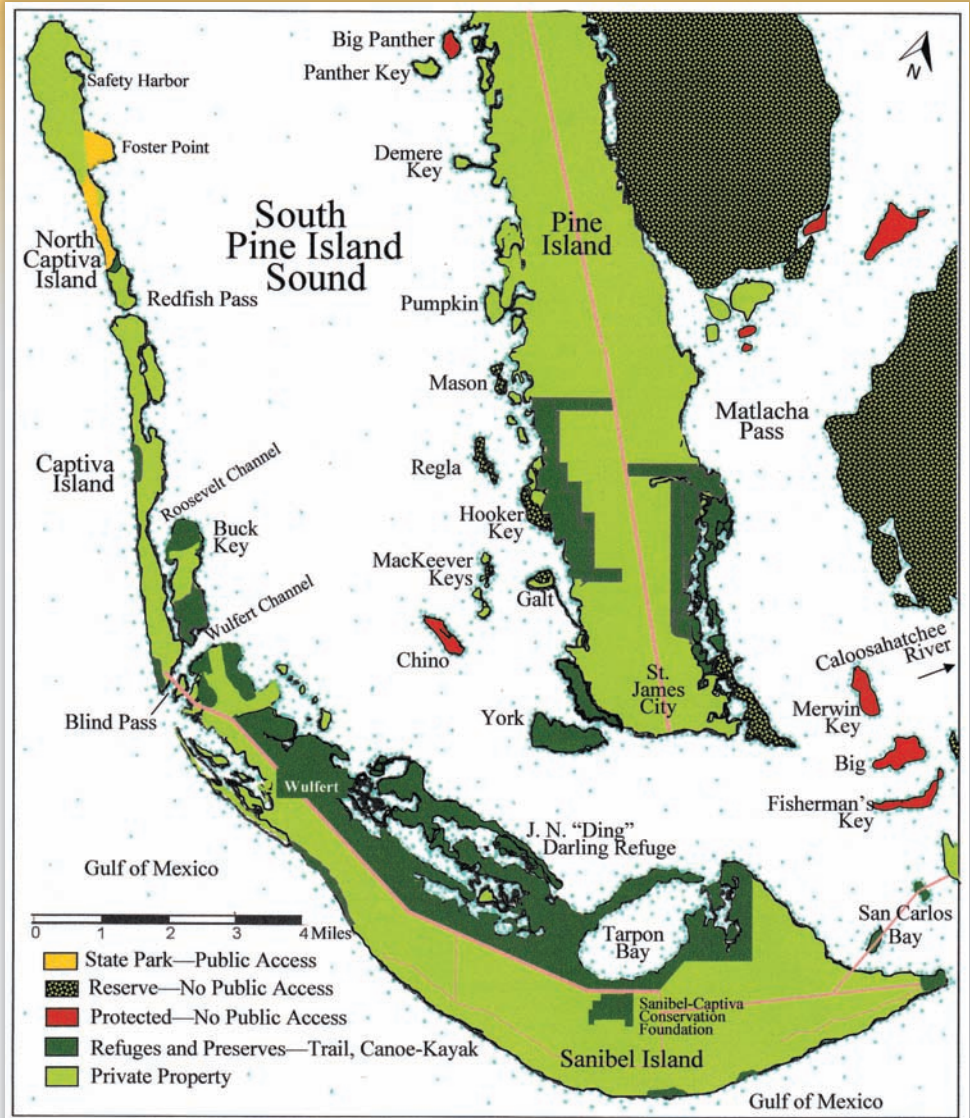 Big Panther
Panther Key
N
Safety Harbor
Foster Point
Demere
Key
South
Pine Island
Sound
Pine
Island
North
Captiva
Island
Redfish Pass
Pumpkin
Mason
Matlacha
Pass
Captiva
Island
Roosevelt Channel
Regla
Buck
Key
Hooker
Key
MacKeever
Keys
Galt
Wulfert Channel
Chino
Caloosahatchee
River
St.
James
City
Merwin
Key
Blind Pass
York
Big
Wulfert
Fisherman's
Key
J. N. “Ding”
Darling Refuge
Gulf of Mexico
San Carlos
Bay
Tarpon
Bay
0 1 2 3 4 Miles
State Park—Public Access
Reserve—No Public Access
Protected—No Public Access
Refuges and Preserves—Trail, Canoe-Kayak
Private Property
Sanibel-Captiva
Conservation
Foundation
Sanibel Island
Gulf of Mexico